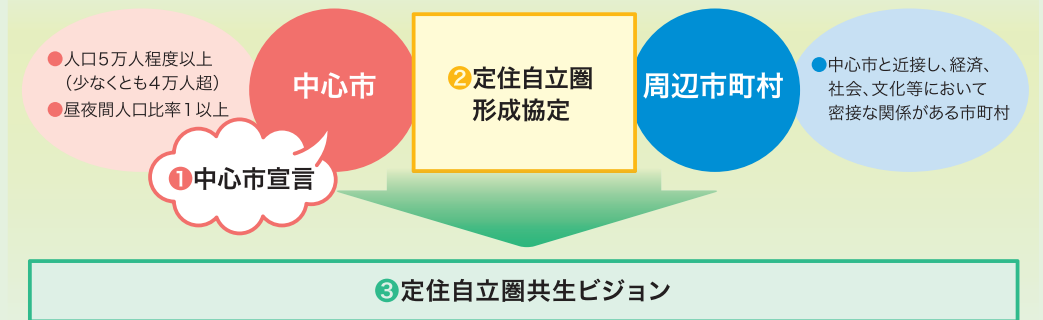 ●人口5万人程度以上
（少なくとも4万人超）
●昼夜間人口比率1以上
中心市
❶中心市宣言
❷定住自立圏
形成協定
周辺市町村
●中心市と近接し、経済、
社会、文化等において
密接な関係がある市町村
❸定住自立圏共生ビジョン